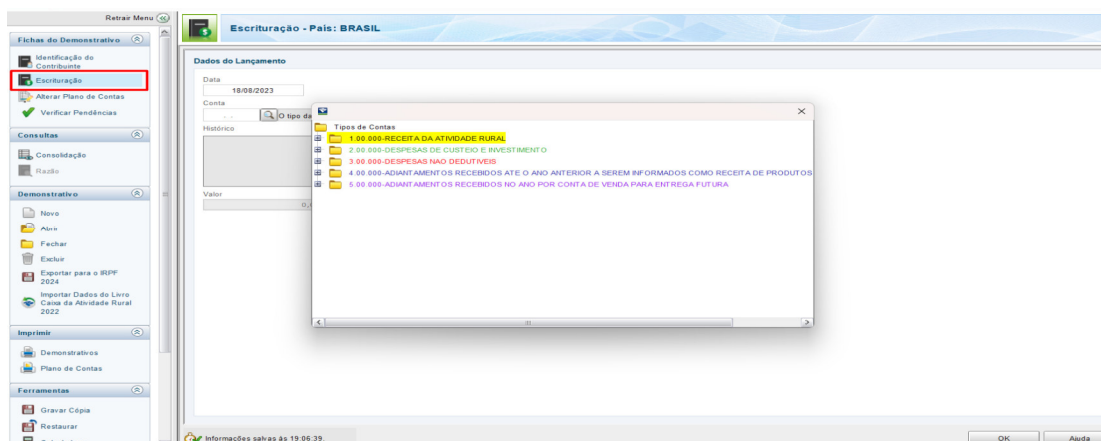 Retrair Menu
Fichas do Demonstrativo
Identificação do
Contribuinte
Escrituração
Alterar Plano de Contas
Verificar Pendências
Consultas
Consolidação
Razão
Demonstrativo
Novo
Abrir
Fechar
Excluir
Exportar para o IRPF
2024
Importar Dados do Livro
Caixa da Atividade Rural
2022
Imprimir
Demonstrativos
Plano de Contas
Ferramentas
Gravar Cópia
Restaurar
Escrituração - País: BRASIL
Dados do Lançamento
Data
18/08/2023
Conta
O tipo da
Histórico
Valor
0,
Tipos de Contas
1.00.000-RECEITA DA ATIVIDADE RURAL
2.00.000-DESPESAS DE CUSTEIO E INVESTIMENTO
3.00.000-DESPESAS NAO DEDUTIVEIS
4.00.000-ADIANTAMENTOS RECEBIDOS ATE O ANO ANTERIOR A SEREM INFORMADOS COMO RECEITA DE PRODUTOS
5.00.000-ADIANTAMENTOS RECEBIDOS NO ANO POR CONTA DE VENDA PARA ENTREGA FUTURA
Informações salvas às 19:06:39.
OK
Ajuda